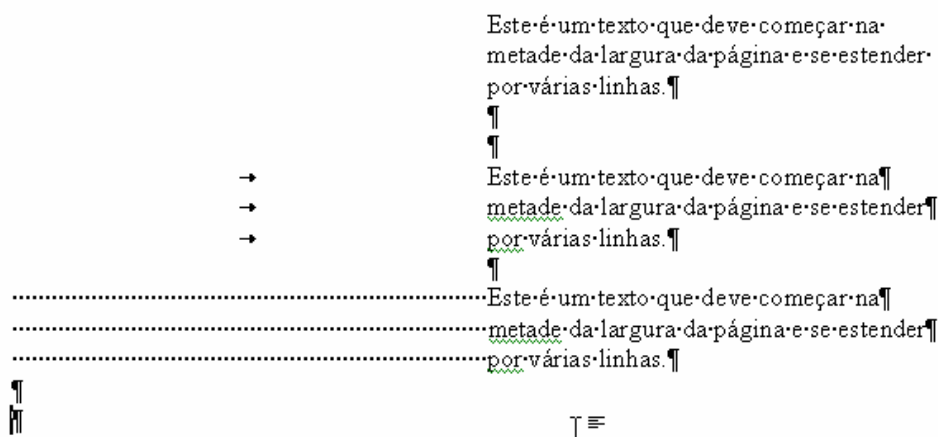 Este·é·um·texto·que·deve·começar·na·
metade·da·largura·da·página·e·se·estender·
por·várias·linhas.¶
¶
¶
→ Este·é·um·texto·que·deve·começar·na¶
→ metade·da·largura·da·página·e·se·estender¶
→ por·várias·linhas.¶
¶
·····························································Este·é·um·texto·que·deve·começar·na¶
·····························································metade·da·largura·da·página·e·se·estender¶
·····························································por·várias·linhas.¶
¶
¶